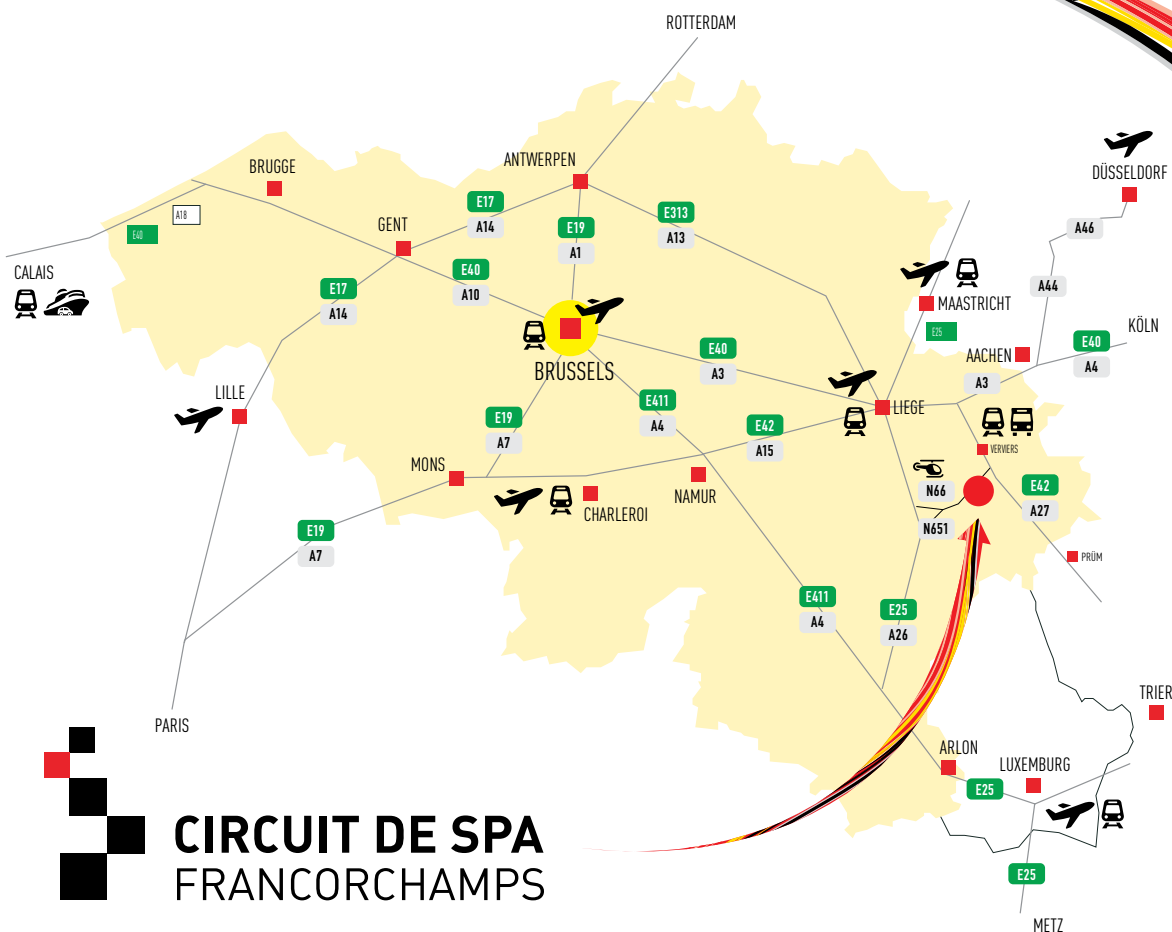 ROTTERDAM
DÜSSELDORF
BRUGGE
ANTWERPEN
E17
A14
E313
A13
A18
E40
GENT
E19
A1
A46
CALAIS
E17
A14
E40
A10
MAASTRICHT
A44
E25
KÖLN
E40
A4
AACHEN
BRUSSELS
E40
A3
A3
LILLE
E411
A4
LIEGE
E19
A7
E42
A15
VERVIERS
MONS
NAMUR
N66
E42
A27
CHARLEROI
N651
E19
A7
PRÜM
E411
A4
E25
A26
TRIER
PARIS
ARLON
LUXEMBURG
E25
CIRCUIT DE SPA
FRANCORCHAMPS
E25
METZ